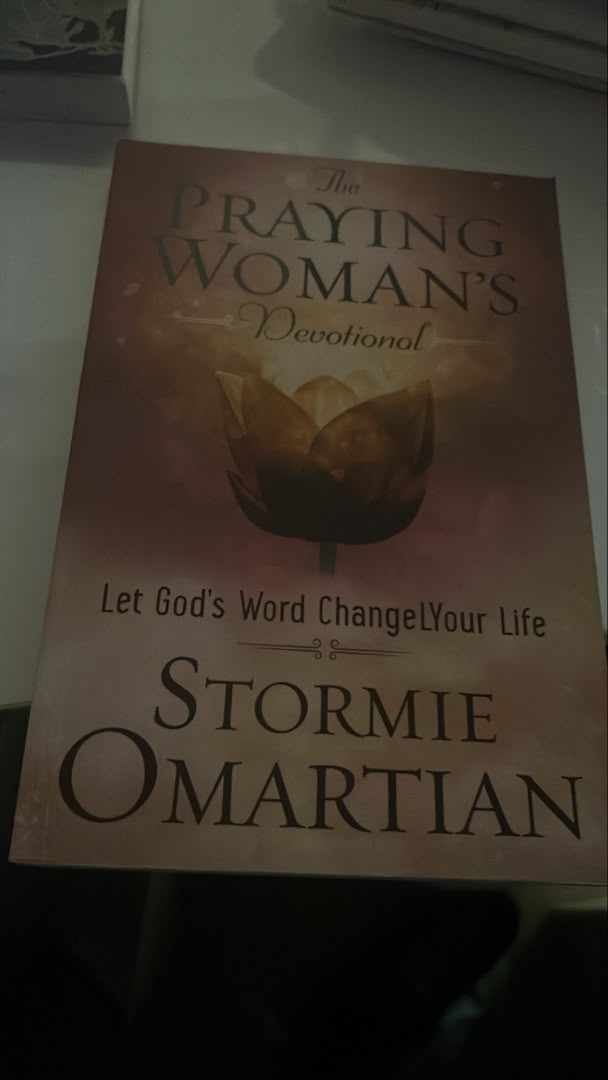 The
PRAYING
WOMAN'S
Devotional
Let God's Word ChangeLYour Life
STORMIE
OMARTIAN